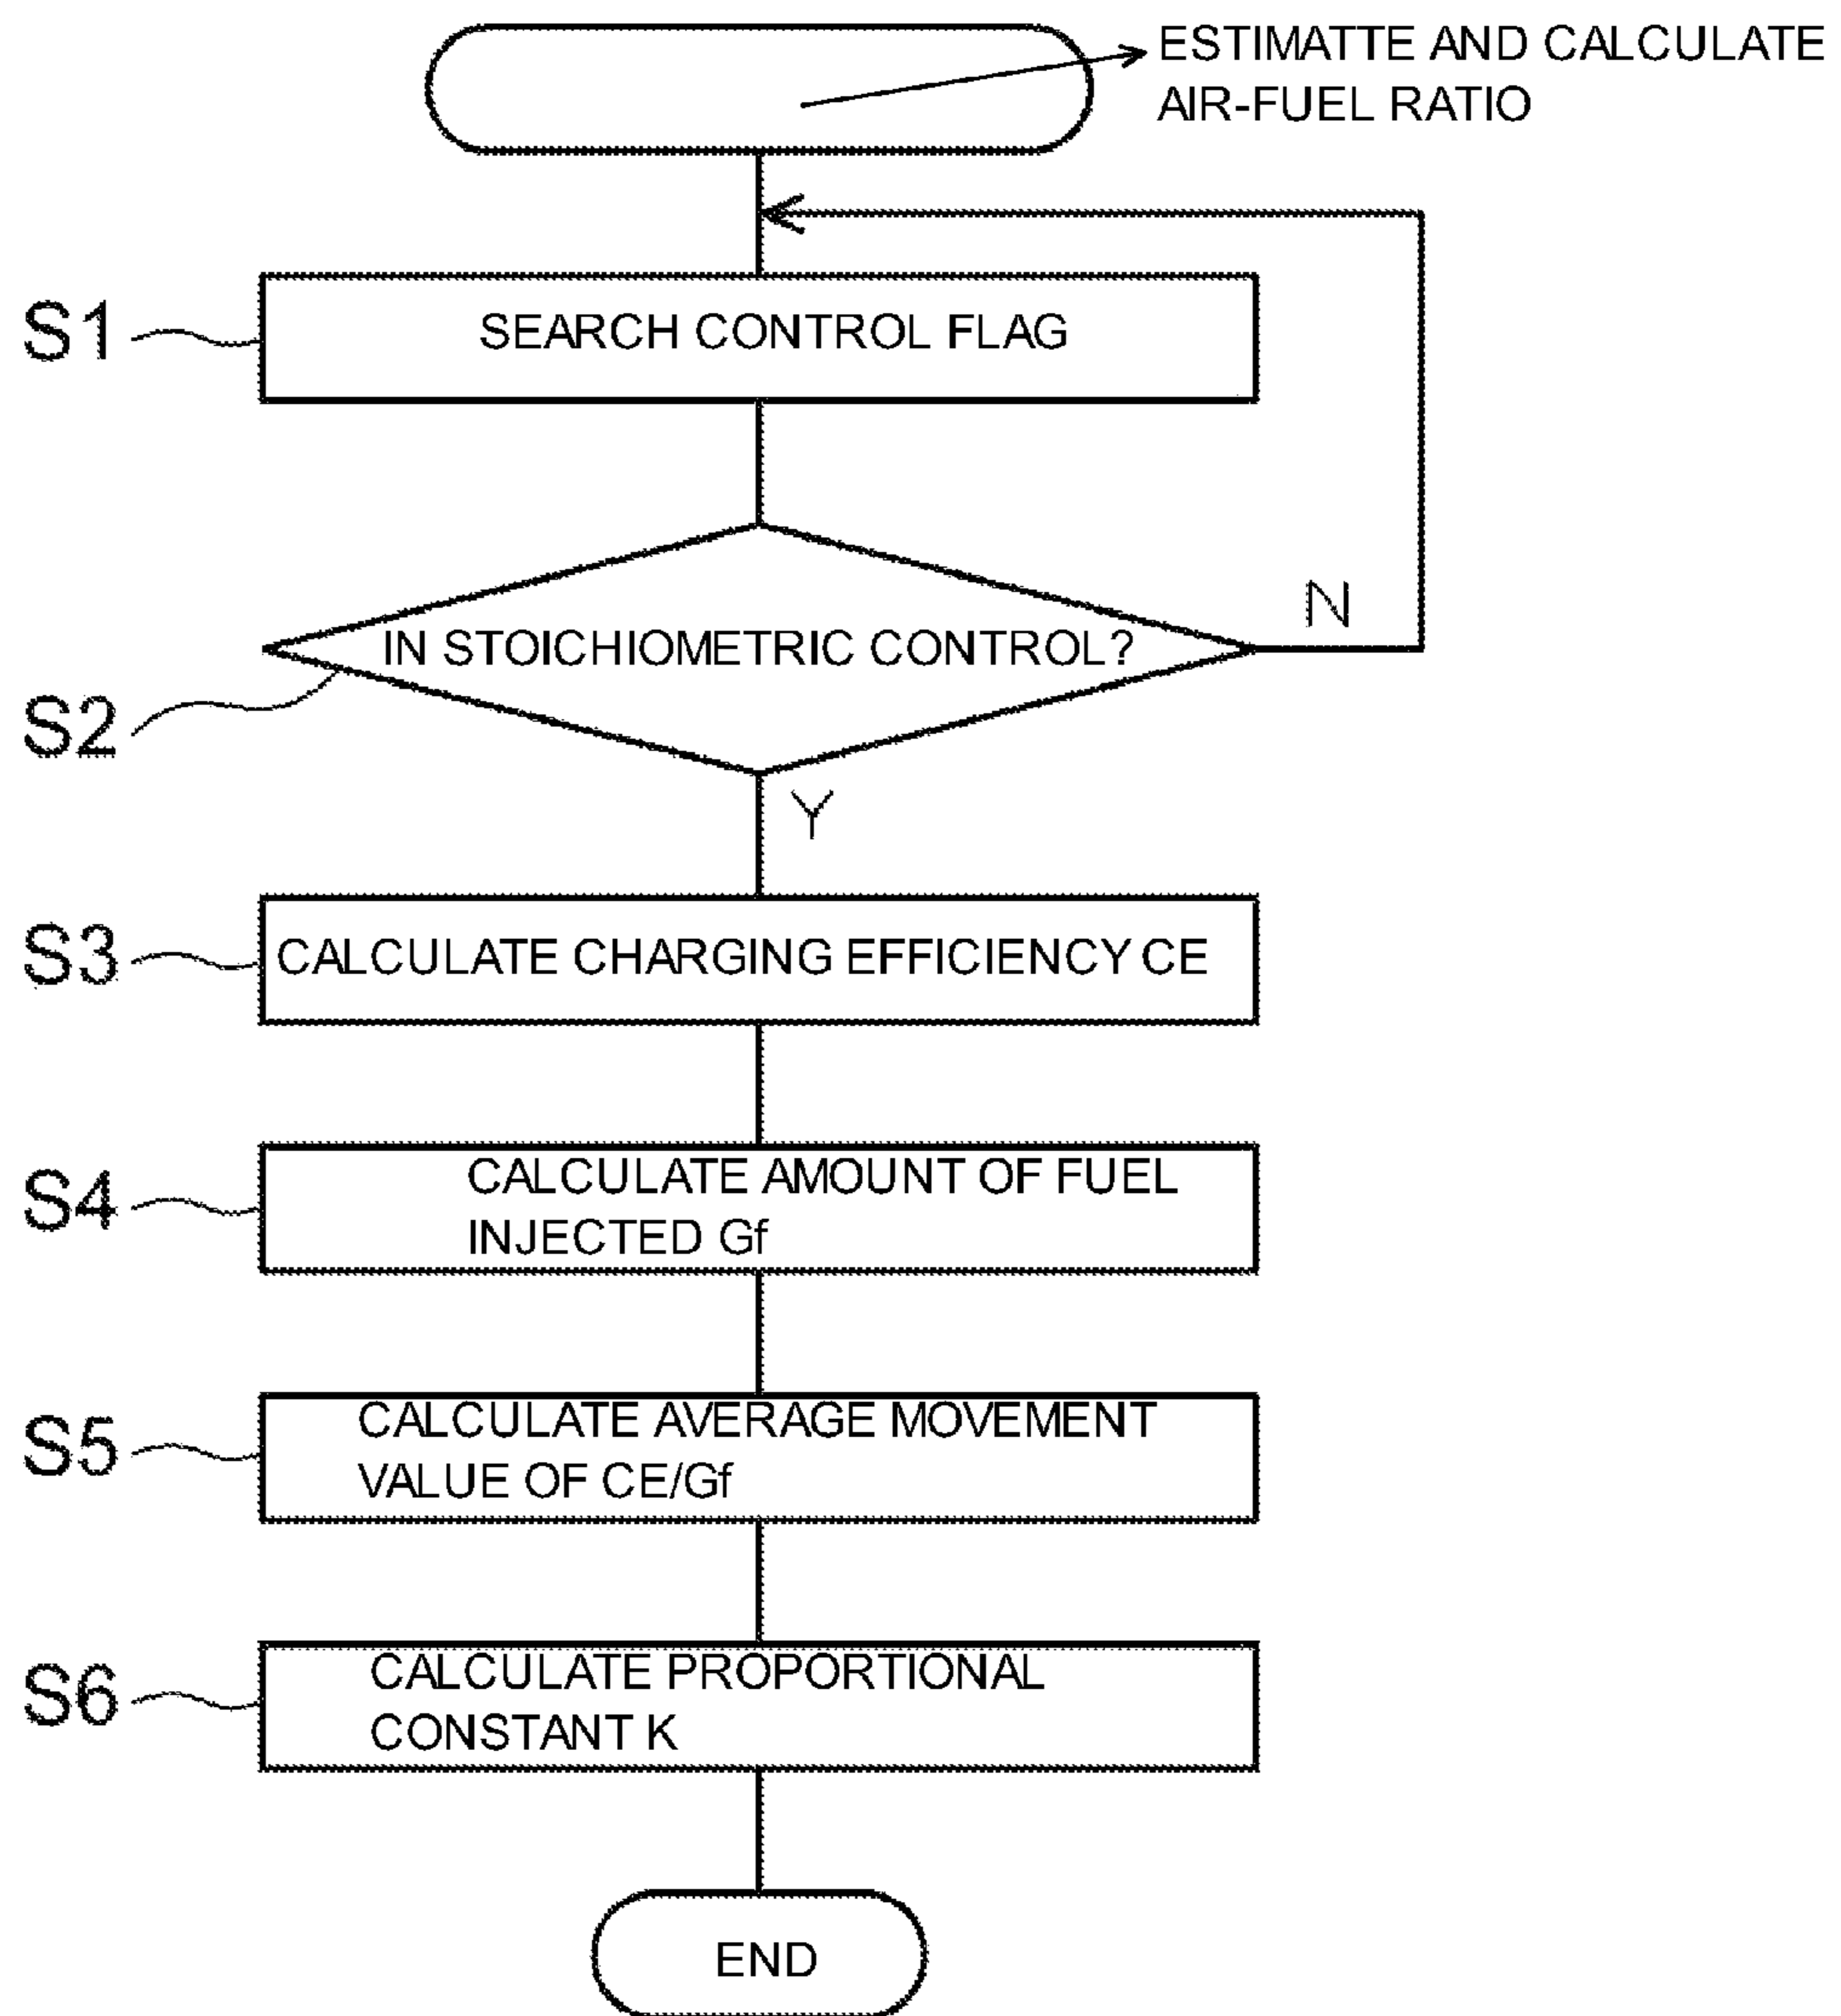 ESTIMATTE AND CALCULATE
AIR-FUEL RATIO
S1
SEARCH CONTROL FLAG
IN STOICHIOMETRIC CONTROL?
N
S2
Y
S3
CALCULATE CHARGING EFFICIENCY CE
S4
CALCULATE AMOUNT OF FUEL
INJECTED Gf
S5
CALCULATE AVERAGE MOVEMENT
VALUE OF CE/Gf
S6
CALCULATE PROPORTIONAL
CONSTANT K
END